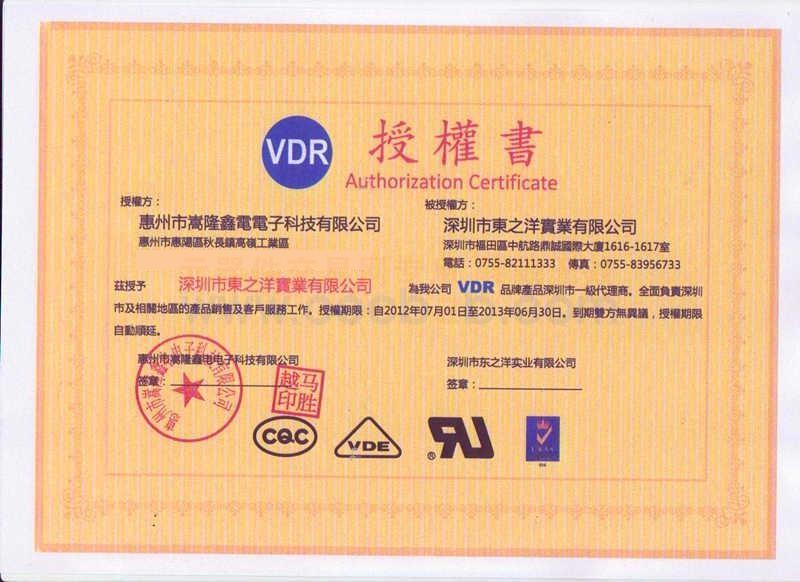 VDR
授權書
Authorization Certificate
授權方：
惠州市嵩隆鑫電電子科技有限公司
惠州市惠陽區秋長鎮高嶺工業區
被授權方：
深圳市東之洋實業有限公司
深圳市福田區中航路鼎誠國際大廈1616-1617室
電話：0755-82111333 傳真：0755-83956733
茲授予 深圳市東之洋實業有限公司 為我公司 VDR 品牌產品深圳市一級代理商。全面負責深圳
市及相關地區的產品銷售及客戶服務工作。授權期限：自2012年07月01日至2013年06月30日。到期雙方無異議，授權期限
自動順延。
惠州市嵩隆鑫电电子科技有限公司
签章：
马胜
越印
深圳市东之洋实业有限公司
签章：
CQC
VDE
®